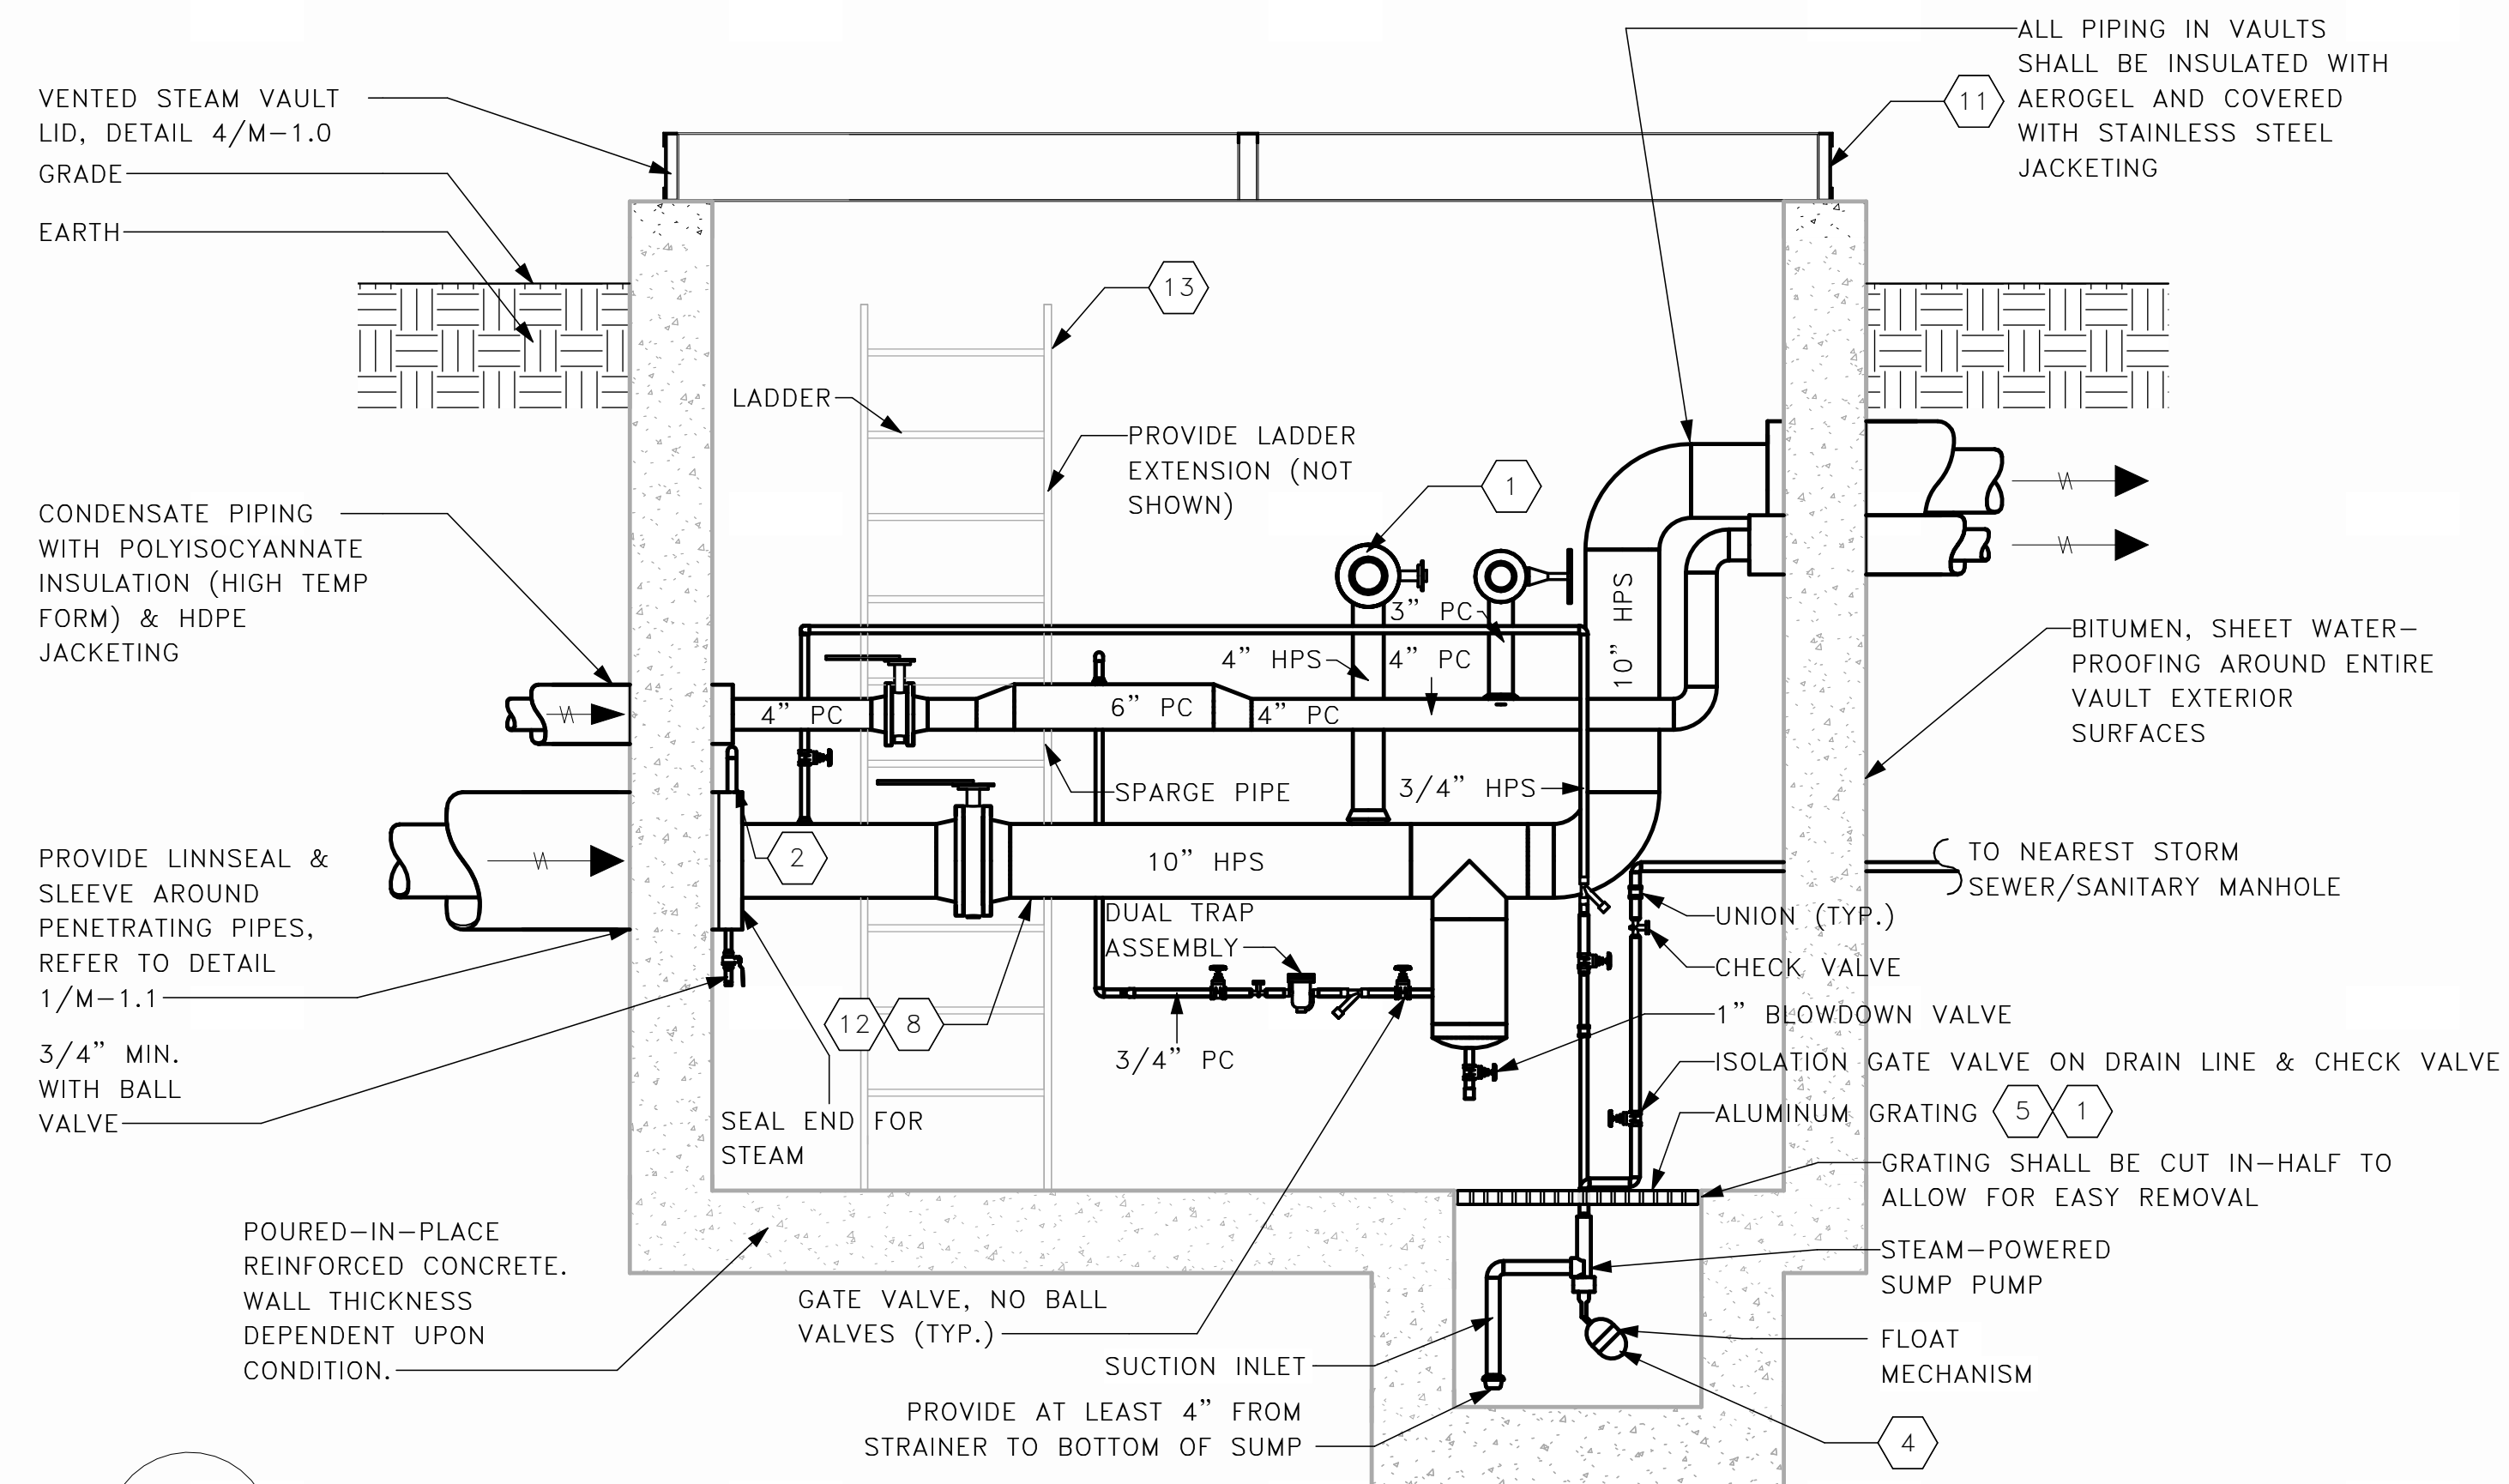 VENTED STEAM VAULT
LID, DETAIL 4/M-1.0
GRADE
EARTH
ALL PIPING IN VAULTS
SHALL BE INSULATED WITH
AEROGEL AND COVERED
WITH STAINLESS STEEL
JACKETING
11
13
LADDER
PROVIDE LADDER
EXTENSION (NOT
SHOWN)
1
CONDENSATE PIPING
WITH POLYISOCYANNATE
INSULATION (HIGH TEMP
FORM) & HDPE
JACKETING
3" PC
10" HPS
4" HPS
4" PC
4" PC
6" PC
4" PC
BITUMEN, SHEET WATER-
PROOFING AROUND ENTIRE
VAULT EXTERIOR
SURFACES
SPARGE PIPE
3/4" HPS
2
10" HPS
PROVIDE LINNSEAL &
SLEEVE AROUND
PENETRATING PIPES,
REFER TO DETAIL
1/M-1.1
TO NEAREST STORM
SEWER/SANITARY MANHOLE
DUAL TRAP
ASSEMBLY
UNION (TYP.)
CHECK VALVE
12
8
1" BLOWDOWN VALVE
3/4" MIN.
WITH BALL
VALVE
3/4" PC
ISOLATION GATE VALVE ON DRAIN LINE & CHECK VALVE
ALUMINUM GRATING
5
1
SEAL END FOR
STEAM
GRATING SHALL BE CUT IN-HALF TO
ALLOW FOR EASY REMOVAL
POURED-IN-PLACE
REINFORCED CONCRETE.
WALL THICKNESS
DEPENDENT UPON
CONDITION.
STEAM-POWERED
SUMP PUMP
GATE VALVE, NO BALL
VALVES (TYP.)
FLOAT
MECHANISM
SUCTION INLET
PROVIDE AT LEAST 4" FROM
STRAINER TO BOTTOM OF SUMP
4